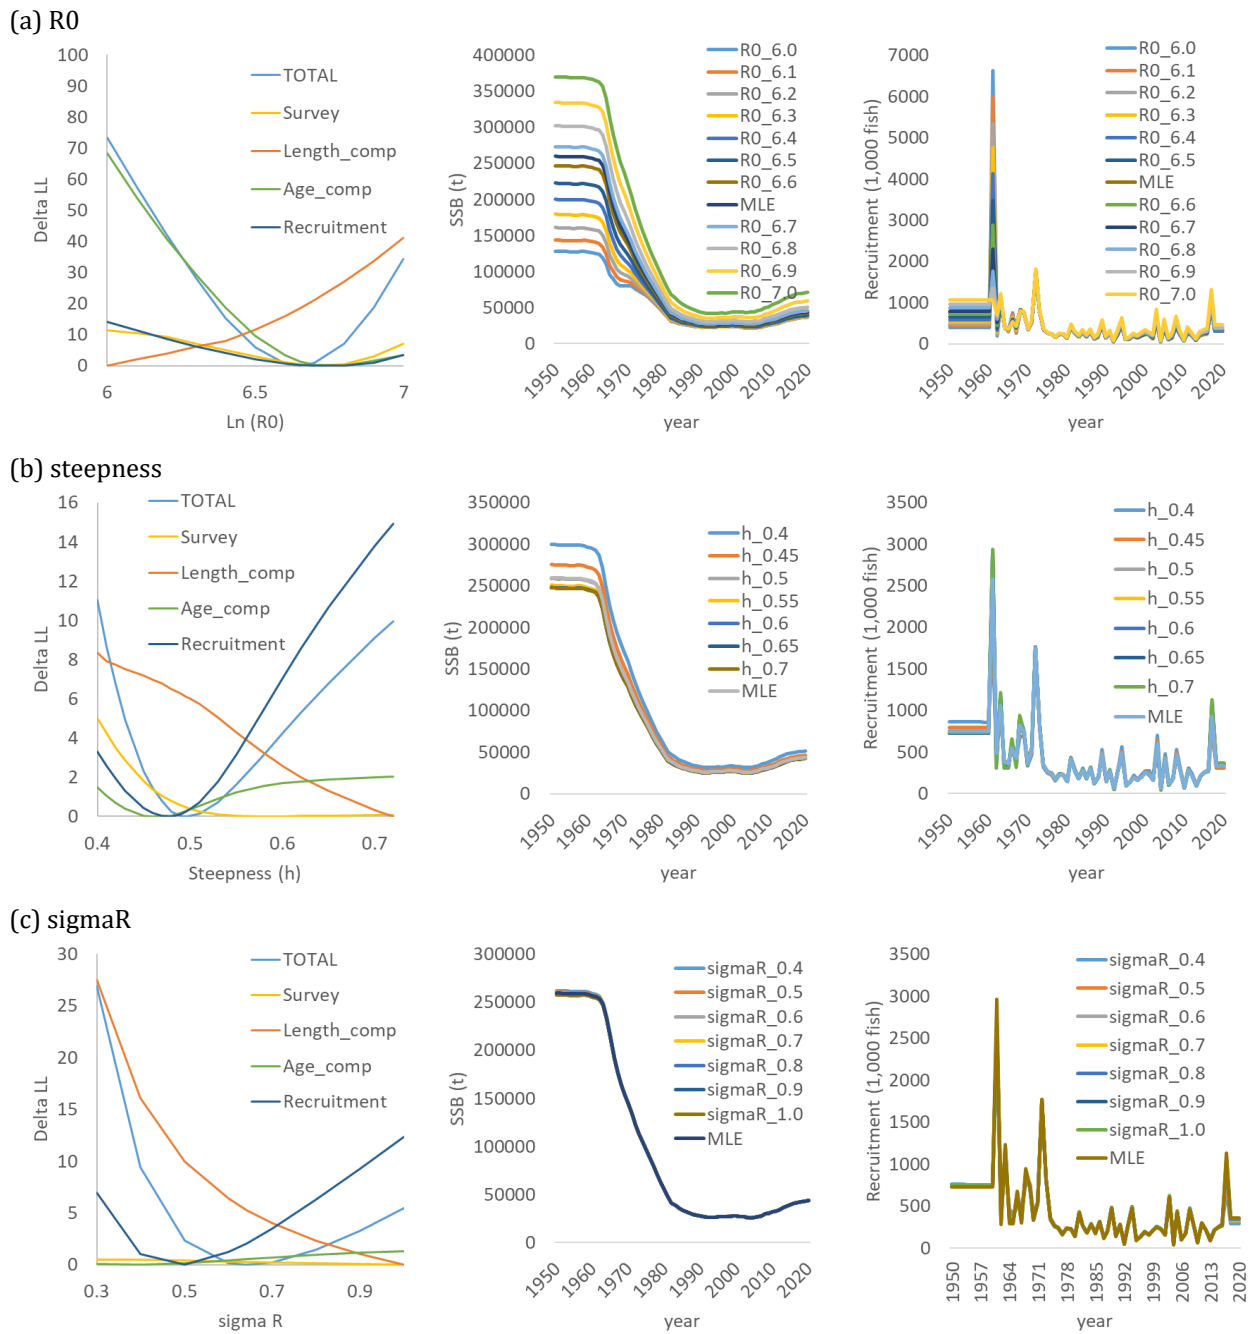 (a) R0
100
90
80
70
60
50
40
30
20
10
0
Delta LL
6
6.5
7
Ln (R0)
TOTAL
Survey
Length_comp
Age_comp
Recruitment
400000
350000
300000
250000
200000
150000
100000
50000
0
SSB (t)
1950
1960
1970
1980
1990
2000
2010
2020
year
R0_6.0
R0_6.1
R0_6.2
R0_6.3
R0_6.4
R0_6.5
R0_6.6
MLE
R0_6.7
R0_6.8
R0_6.9
R0_7.0
7000
6000
5000
4000
3000
2000
1000
0
Recruitment (1,000 fish)
1950
1960
1970
1980
1990
2000
2010
2020
year
R0_6.0
R0_6.1
R0_6.2
R0_6.3
R0_6.4
R0_6.5
MLE
R0_6.6
R0_6.7
R0_6.8
R0_6.9
R0_7.0
(b) steepness
16
14
12
10
8
6
4
2
0
Delta LL
0.4
0.5
0.6
0.7
Steepness (h)
TOTAL
Survey
Length_comp
Age_comp
Recruitment
350000
300000
250000
200000
150000
100000
50000
0
SSB (t)
1950
1960
1970
1980
1990
2000
2010
2020
year
h_0.4
h_0.45
h_0.5
h_0.55
h_0.6
h_0.65
h_0.7
MLE
3500
3000
2500
2000
1500
1000
500
0
Recruitment (1,000 fish)
1950
1960
1970
1980
1990
2000
2010
2020
year
h_0.4
h_0.45
h_0.5
h_0.55
h_0.6
h_0.65
h_0.7
MLE
(c) sigmaR
30
25
20
15
10
5
0
Delta LL
0.3
0.5
0.7
0.9
sigma R
TOTAL
Survey
Length_comp
Age_comp
Recruitment
300000
250000
200000
150000
100000
50000
0
SSB (t)
1950
1960
1970
1980
1990
2000
2010
2020
year
sigmaR_0.4
sigmaR_0.5
sigmaR_0.6
sigmaR_0.7
sigmaR_0.8
sigmaR_0.9
sigmaR_1.0
MLE
3500
3000
2500
2000
1500
1000
500
0
Recruitment (1,000 fish)
1950
1957
1964
1971
1978
1985
1992
1999
2006
2013
2020
year
sigmaR_0.4
sigmaR_0.5
sigmaR_0.6
sigmaR_0.7
sigmaR_0.8
sigmaR_0.9
sigmaR_1.0
MLE